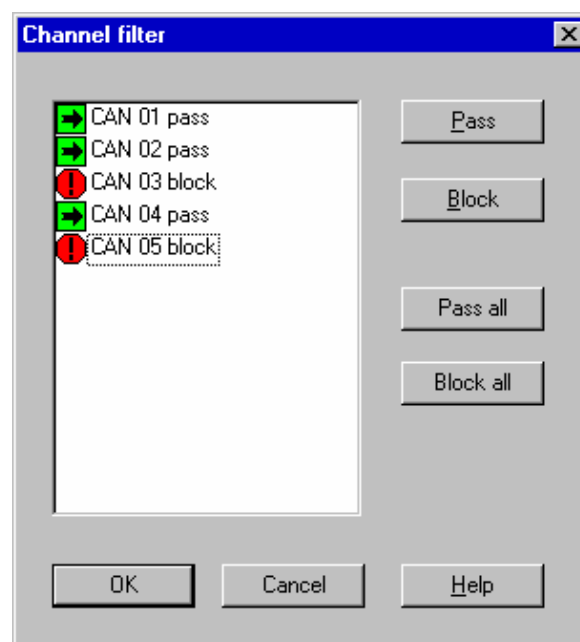 Channel filter
CAN 01 pass
CAN 02 pass
CAN 03 block
CAN 04 pass
CAN 05 block
Pass
Block
Pass all
Block all
OK
Cancel
Help